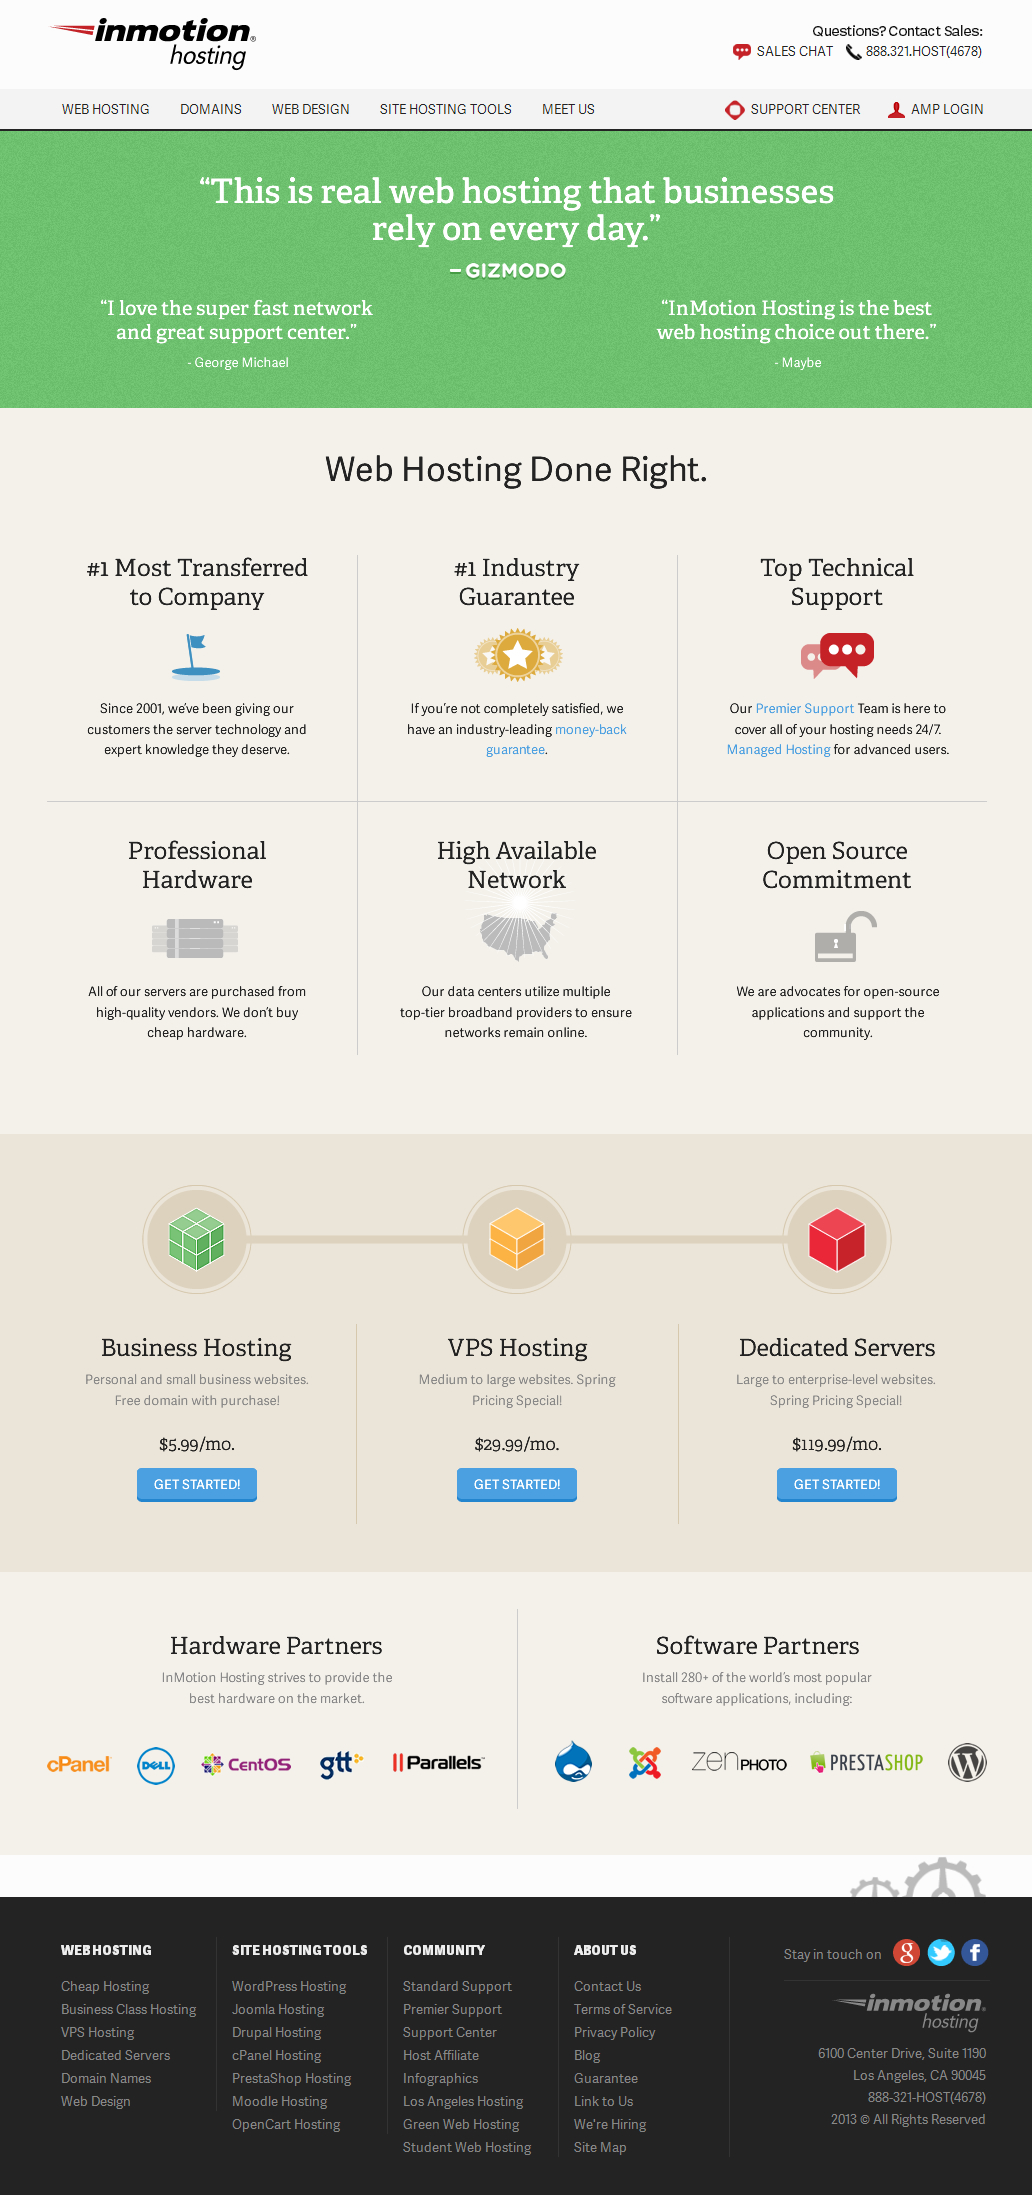 inmotion®
hosting
Questions? Contact Sales:
SALES CHAT 888.321.HOST(4678)
WEB HOSTING DOMAINS WEB DESIGN SITE HOSTING TOOLS MEET US SUPPORT CENTER AMP LOGIN
“This is real web hosting that businesses
rely on every day.”
– GIZMODO
“I love the super fast network
and great support center.”
- George Michael
“InMotion Hosting is the best
web hosting choice out there.”
- Maybe
Web Hosting Done Right.
#1 Most Transferred
to Company
Since 2001, we've been giving our
customers the server technology and
expert knowledge they deserve.
#1 Industry
Guarantee
If you're not completely satisfied, we
have an industry-leading money-back
guarantee.
Top Technical
Support
Our Premier Support Team is here to
cover all of your hosting needs 24/7.
Managed Hosting for advanced users.
Professional
Hardware
All of our servers are purchased from
high-quality vendors. We don't buy
cheap hardware.
High Available
Network
Our data centers utilize multiple
top-tier broadband providers to ensure
networks remain online.
Open Source
Commitment
We are advocates for open-source
applications and support the
community.
Business Hosting
Personal and small business websites.
Free domain with purchase!
$5.99/mo.
GET STARTED!
VPS Hosting
Medium to large websites. Spring
Pricing Special!
$29.99/mo.
GET STARTED!
Dedicated Servers
Large to enterprise-level websites.
Spring Pricing Special!
$119.99/mo.
GET STARTED!
Hardware Partners
InMotion Hosting strives to provide the
best hardware on the market.
cPanel DELL CentOS gtt Parallels™
Software Partners
Install 280+ of the world's most popular
software applications, including:
zenPHOTO PRESTASHOP W
WEB HOSTING
Cheap Hosting
Business Class Hosting
VPS Hosting
Dedicated Servers
Domain Names
Web Design
SITE HOSTING TOOLS
WordPress Hosting
Joomla Hosting
Drupal Hosting
cPanel Hosting
PrestaShop Hosting
Moodle Hosting
OpenCart Hosting
COMMUNITY
Standard Support
Premier Support
Support Center
Host Affiliate
Infographics
Los Angeles Hosting
Green Web Hosting
Student Web Hosting
ABOUT US
Contact Us
Terms of Service
Privacy Policy
Blog
Guarantee
Link to Us
We're Hiring
Site Map
Stay in touch on g f
inmotion®
hosting
6100 Center Drive, Suite 1190
Los Angeles, CA 90045
888-321-HOST(4678)
2013 © All Rights Reserved